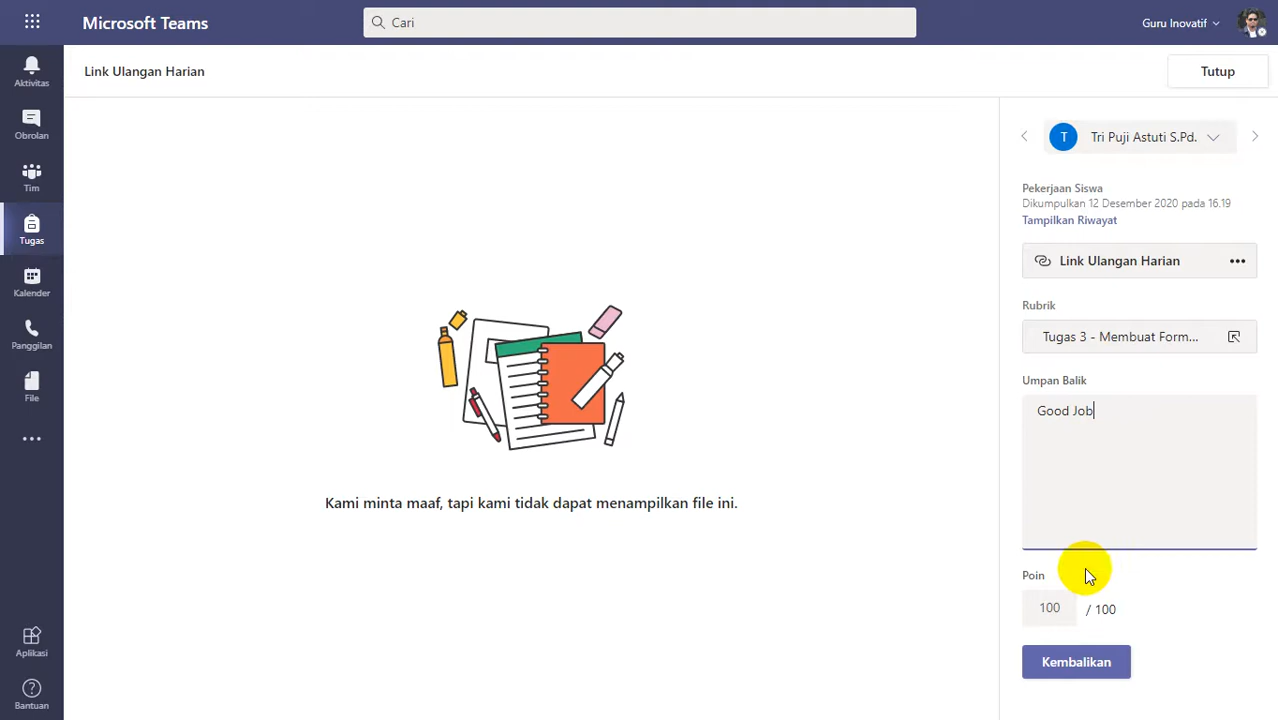 Microsoft Teams
Cari
Guru Inovatif
Aktivitas
Obrolan
Tim
Tugas
Kalender
Panggilan
File
Aplikasi
Bantuan
Link Ulangan Harian
Tutup
Kami minta maaf, tapi kami tidak dapat menampilkan file ini.
T
Tri Puji Astuti S.Pd.
Pekerjaan Siswa
Dikumpulkan 12 Desember 2020 pada 16.19
Tampilkan Riwayat
Link Ulangan Harian
Rubrik
Tugas 3 - Membuat Form...
Umpan Balik
Good Job
Poin
100 / 100
Kembalikan